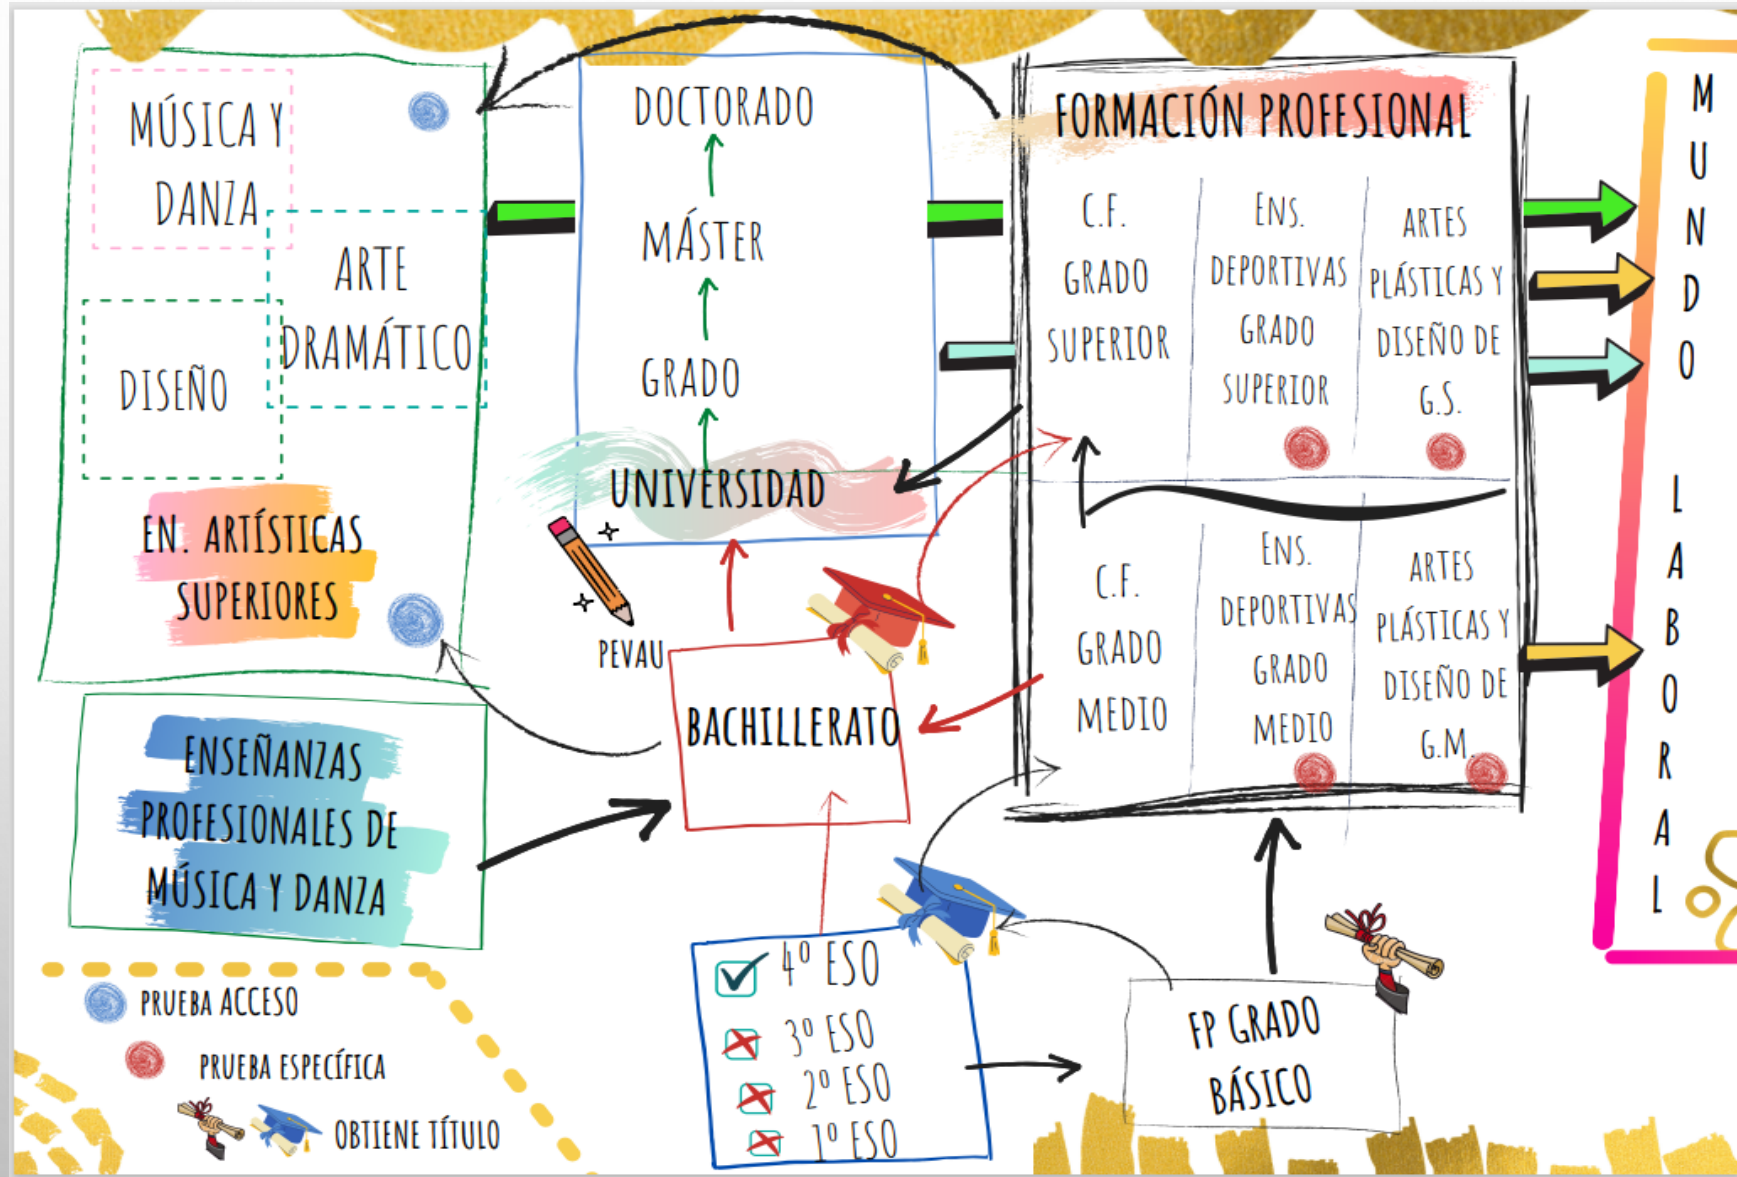 MÚSICA Y
DANZA
ARTE
DRAMÁTICO
DISEÑO
EN. ARTÍSTICAS
SUPERIORES
ENSEÑANZAS
PROFESIONALES DE
MÚSICA Y DANZA
PRUEBA ACCESO
PRUEBA ESPECÍFICA
OBTIENE TÍTULO
DOCTORADO
MÁSTER
GRADO
UNIVERSIDAD
PEVAU
BACHILLERATO
4º ESO
3º ESO
2º ESO
1º ESO
FORMACIÓN PROFESIONAL
C.F.
GRADO
SUPERIOR
ENS.
DEPORTIVAS
GRADO
SUPERIOR
ARTES
PLÁSTICAS Y
DISEÑO DE
G.S.
C.F.
GRADO
MEDIO
ENS.
DEPORTIVAS
GRADO
MEDIO
ARTES
PLÁSTICAS Y
DISEÑO DE
G.M.
FP GRADO
BÁSICO
MUNDO LABORAL